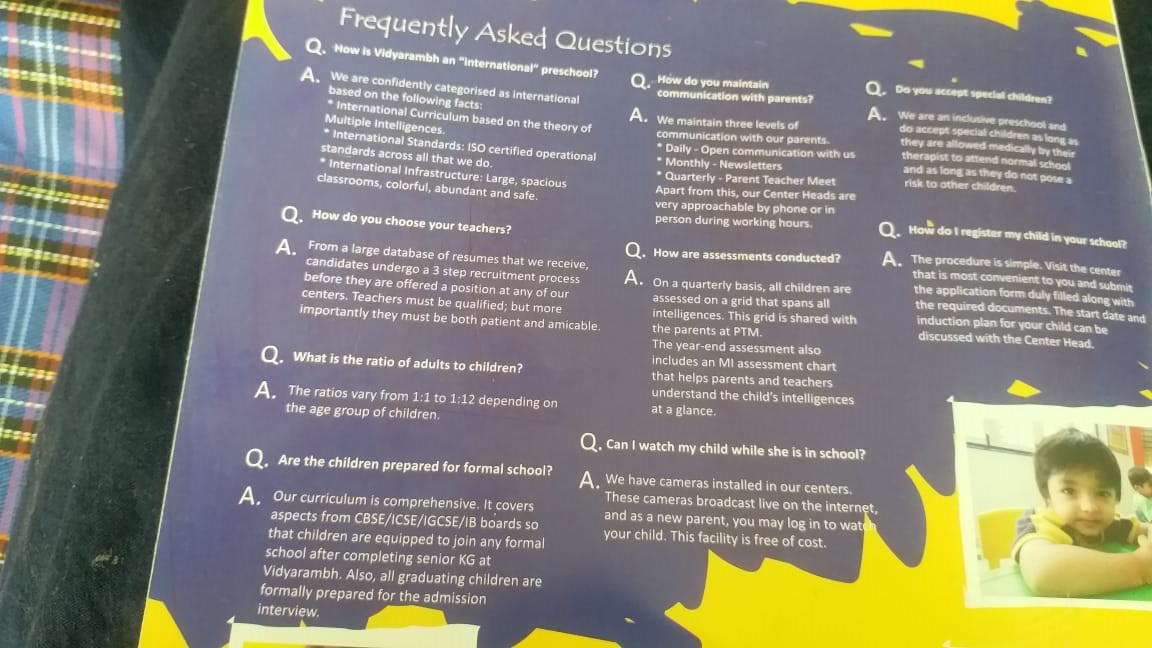 Frequently Asked Questions
Q. How is Vidyarambh an "international" preschool?
A. We are confidently categorised as international
based on the following facts:
* International Curriculum based on the theory of
Multiple Intelligences.
* International Standards: ISO certified operational
standards across all that we do.
* International Infrastructure: Large, spacious
classrooms, colorful, abundant and safe.
Q. How do you choose your teachers?
A. From a large database of resumes that we receive,
candidates undergo a 3 step recruitment process
before they are offered a position at any of our
centers. Teachers must be qualified; but more
importantly they must be both patient and amicable.
Q. What is the ratio of adults to children?
A. The ratios vary from 1:1 to 1:12 depending on
the age group of children.
Q. Are the children prepared for formal school?
A. Our curriculum is comprehensive. It covers
aspects from CBSE/ICSE/IGCSE/IB boards so
that children are equipped to join any formal
school after completing senior KG at
Vidyarambh. Also, all graduating children are
formally prepared for the admission
interview.
Q. How do you maintain
communication with parents?
A. We maintain three levels of
communication with our parents.
* Daily - Open communication with us
* Monthly - Newsletters
* Quarterly - Parent Teacher Meet
Apart from this, our Center Heads are
very approachable by phone or in
person during working hours.
Q. How are assessments conducted?
A. On a quarterly basis, all children are
assessed on a grid that spans all
intelligences. This grid is shared with
the parents at PTM.
The year-end assessment also
includes an MI assessment chart
that helps parents and teachers
understand the child's intelligences
at a glance.
Q. Can I watch my child while she is in school?
A. We have cameras installed in our centers.
These cameras broadcast live on the internet,
and as a new parent, you may log in to watch
your child. This facility is free of cost.
Q. Do you accept special children?
A. We are an inclusive preschool and
do accept special children as long as
they are allowed medically by their
therapist to attend normal school
and as long as they do not pose a
risk to other children.
Q. How do I register my child in your school?
A. The procedure is simple. Visit the center
that is most convenient to you and submit
the application form duly filled along with
the required documents. The start date and
induction plan for your child can be
discussed with the Center Head.